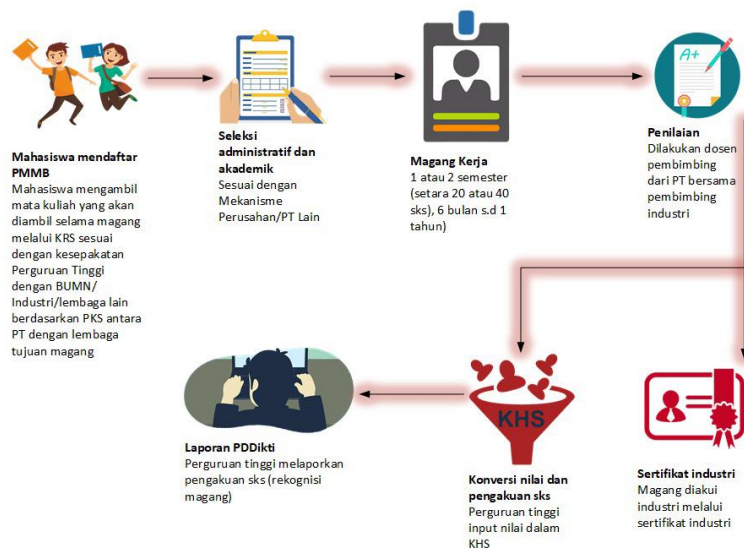 Mahasiswa mendaftar
PMMB
Mahasiswa mengambil
mata kuliah yang akan
diambil selama magang
melalui KRS sesuai
dengan kesepakatan
Perguruan Tinggi
dengan BUMN/
Industri/lembaga lain
berdasarkan PKS antara
PT dengan lembaga
tujuan magang
Seleksi
administratif dan
akademik
Sesuai dengan
Mekanisme
Perusahan/PT Lain
Magang Kerja
1 atau 2 semester
(setara 20 atau 40
sks), 6 bulan s.d 1
tahun)
A+
Penilaian
Dilakukan dosen
pembimbing
dari PT bersama
pembimbing
industri
Laporan PDDikti
Perguruan tinggi melaporkan
pengakuan sks (rekognisi
magang)
KHS
Konversi nilai dan
pengakuan sks
Perguruan tinggi
input nilai dalam
KHS
Sertifikat industri
Magang diakui
industri melalui
sertifikat industri